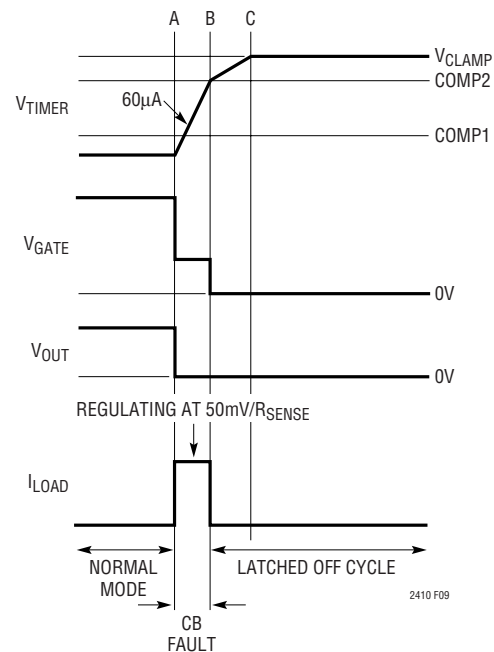 A B C
V_CLAMP
COMP2
V_TIMER
60µA
COMP1
V_GATE
0V
V_OUT
0V
REGULATING AT 50mV/R_SENSE
I_LOAD
NORMAL
MODE
LATCHED OFF CYCLE
2410 F09
CB
FAULT